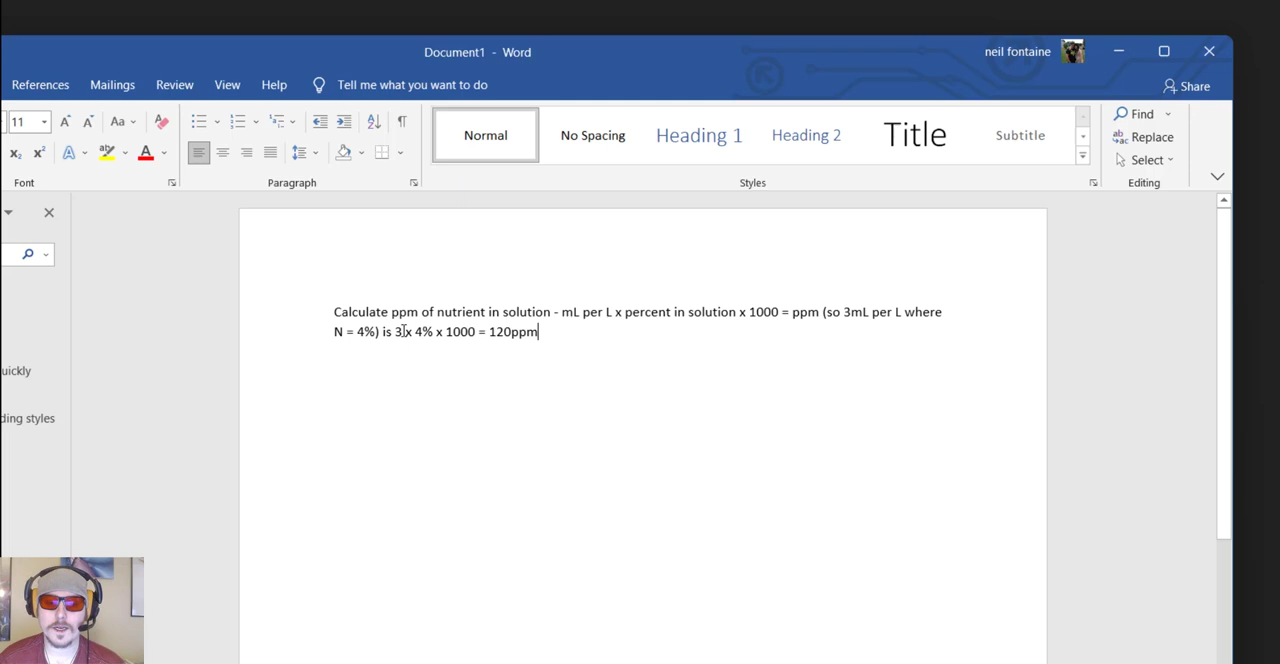 Document1 - Word
neil fontaine
References Mailings Review View Help Tell me what you want to do
Share
11 Aa
Normal No Spacing Heading 1 Heading 2 Title Subtitle
Find
Replace
Select
Font Paragraph Styles Editing
Calculate ppm of nutrient in solution - mL per L x percent in solution x 1000 = ppm (so 3mL per L where
N = 4%) is 3 x 4% x 1000 = 120ppm
uickly
ding styles